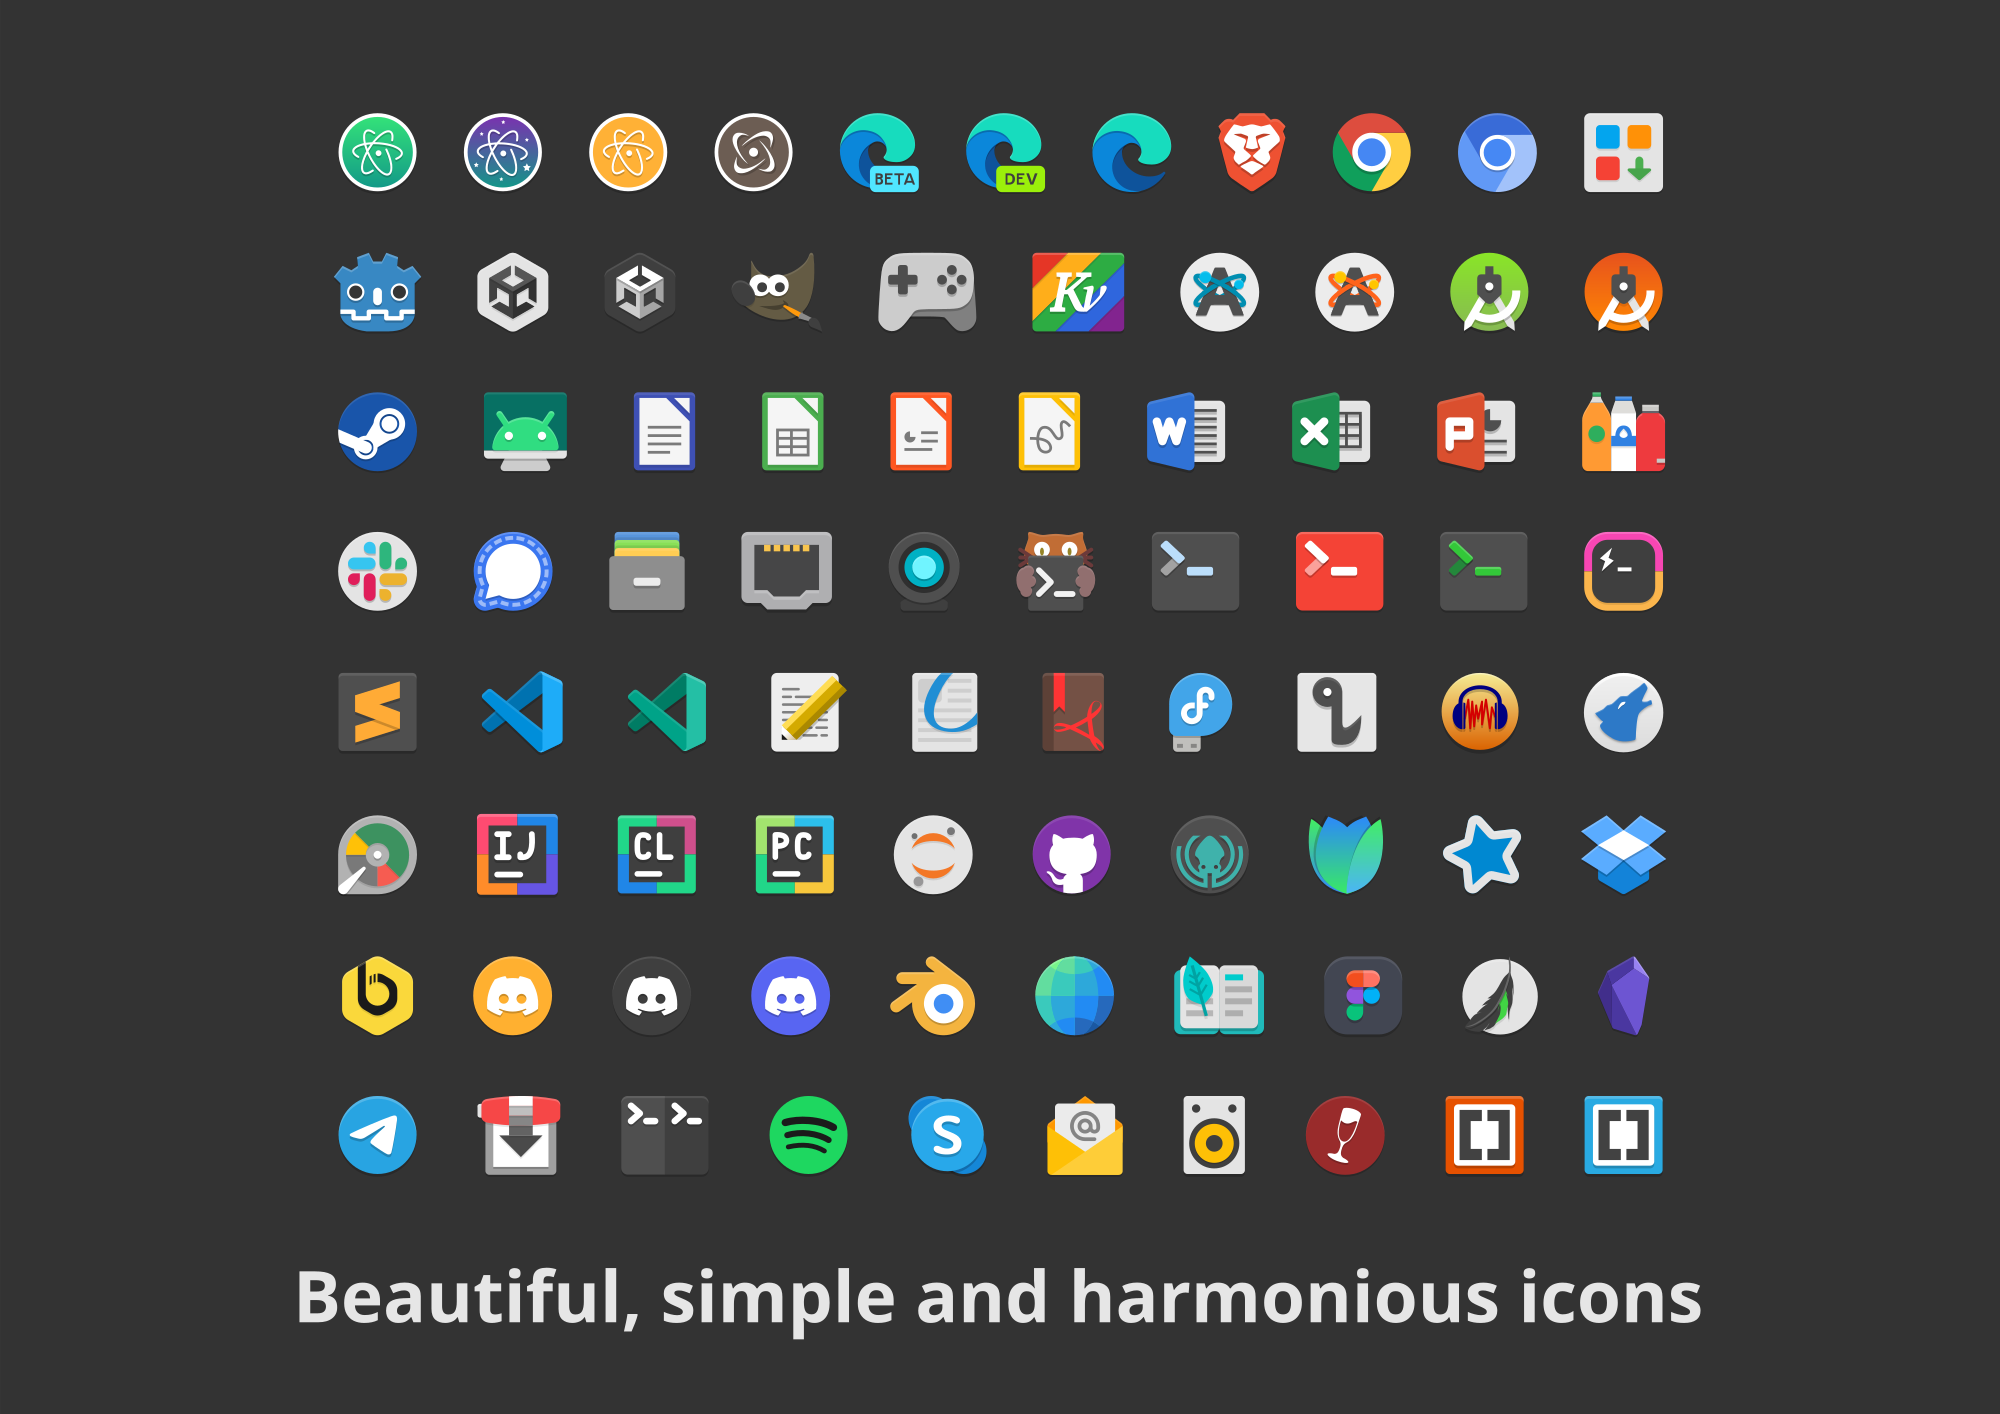 BETA
DEV
Kv
W
X
P
>_
>_
>_
>_
IJ
CL
PC
b
>_ >_
S
@
Beautiful, simple and harmonious icons